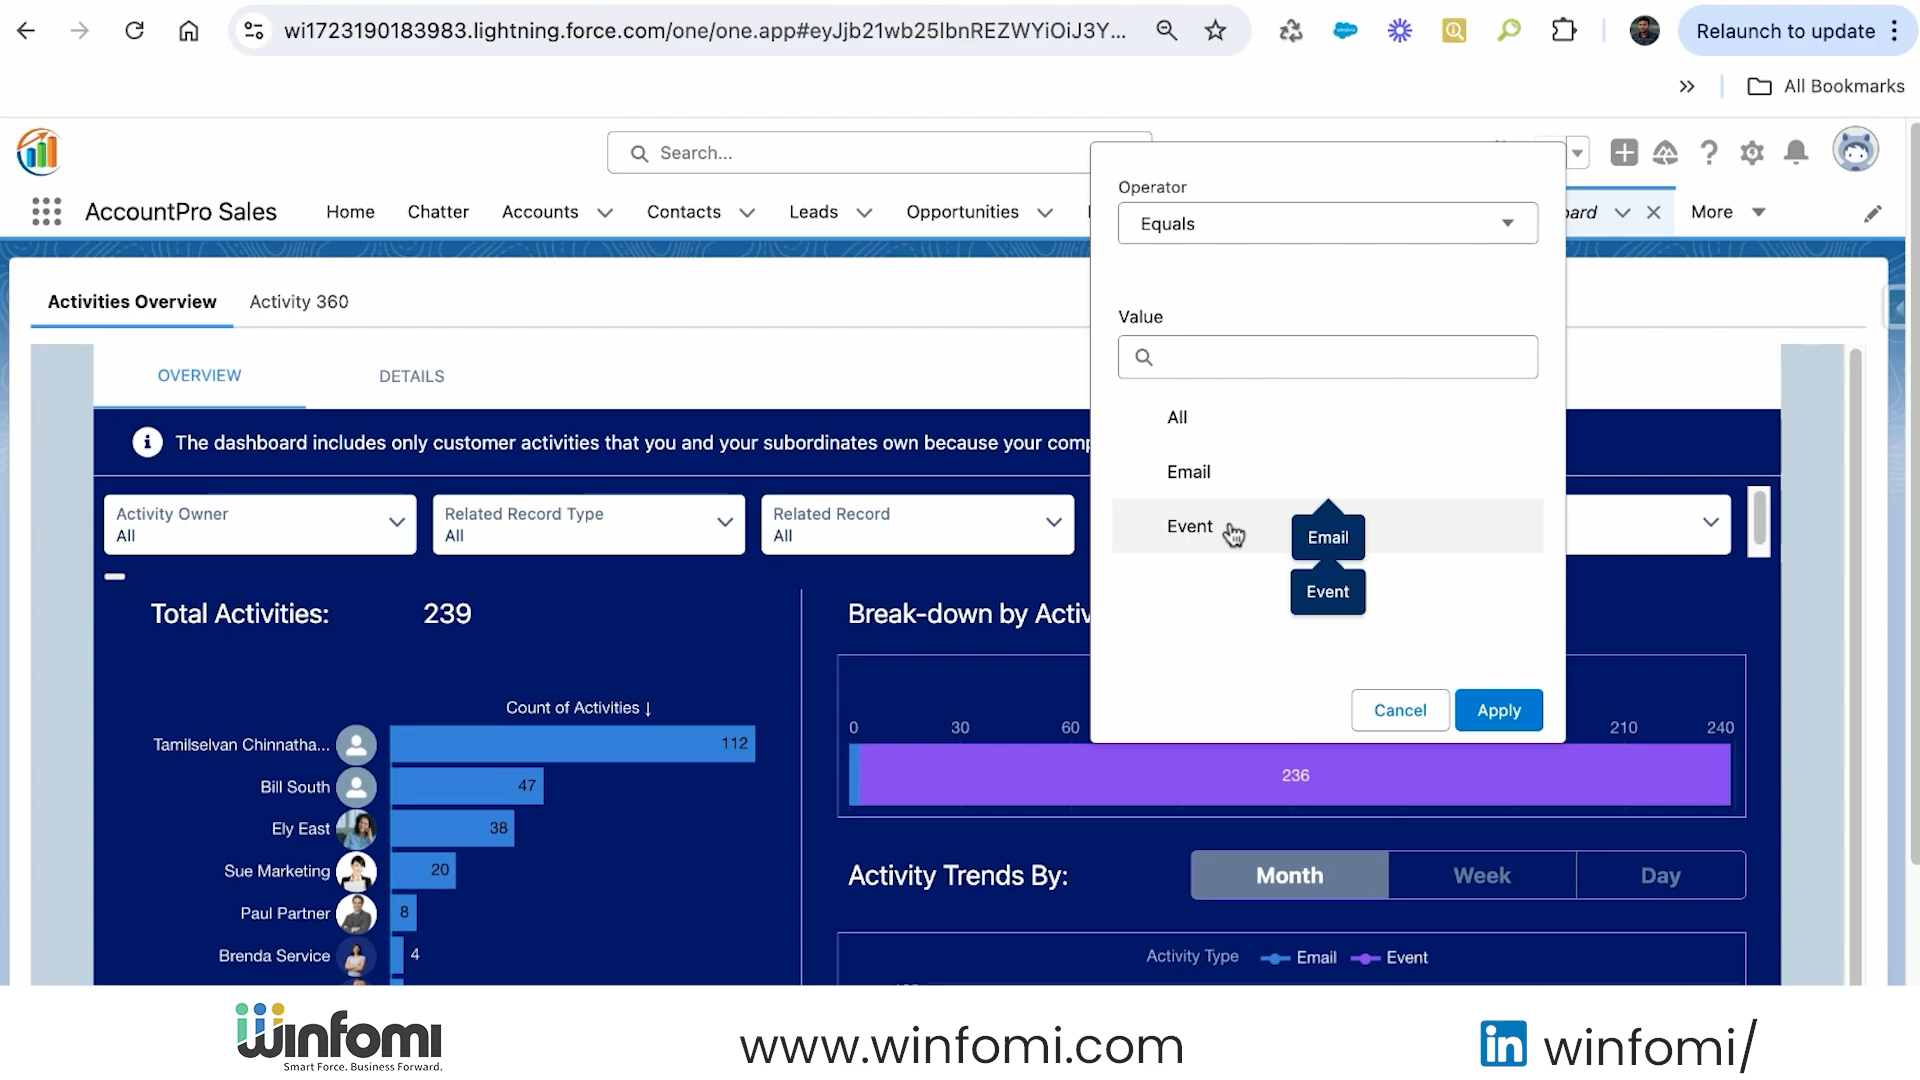 wi1723190183983.lightning.force.com/one/one.app#eyJjb21wb25lbnREZWYiOiJ3Y...
Relaunch to update
All Bookmarks
Search...
AccountPro Sales
Home
Chatter
Accounts
Contacts
Leads
Opportunities
More
Operator
Equals
Value
All
Email
Event
Email
Event
Cancel
Apply
Activities Overview
Activity 360
OVERVIEW
DETAILS
The dashboard includes only customer activities that you and your subordinates own because your comp
Activity Owner
All
Related Record Type
All
Related Record
All
Total Activities: 239
Count of Activities ↓
Tamilselvan Chinnatha... 112
Bill South 47
Ely East 38
Sue Marketing 20
Paul Partner 8
Brenda Service 4
Break-down by Activ
0 30 60 210 240
236
Activity Trends By:
Month Week Day
Activity Type Email Event
winfomi
Smart Force. Business Forward.
www.winfomi.com
in winfomi/